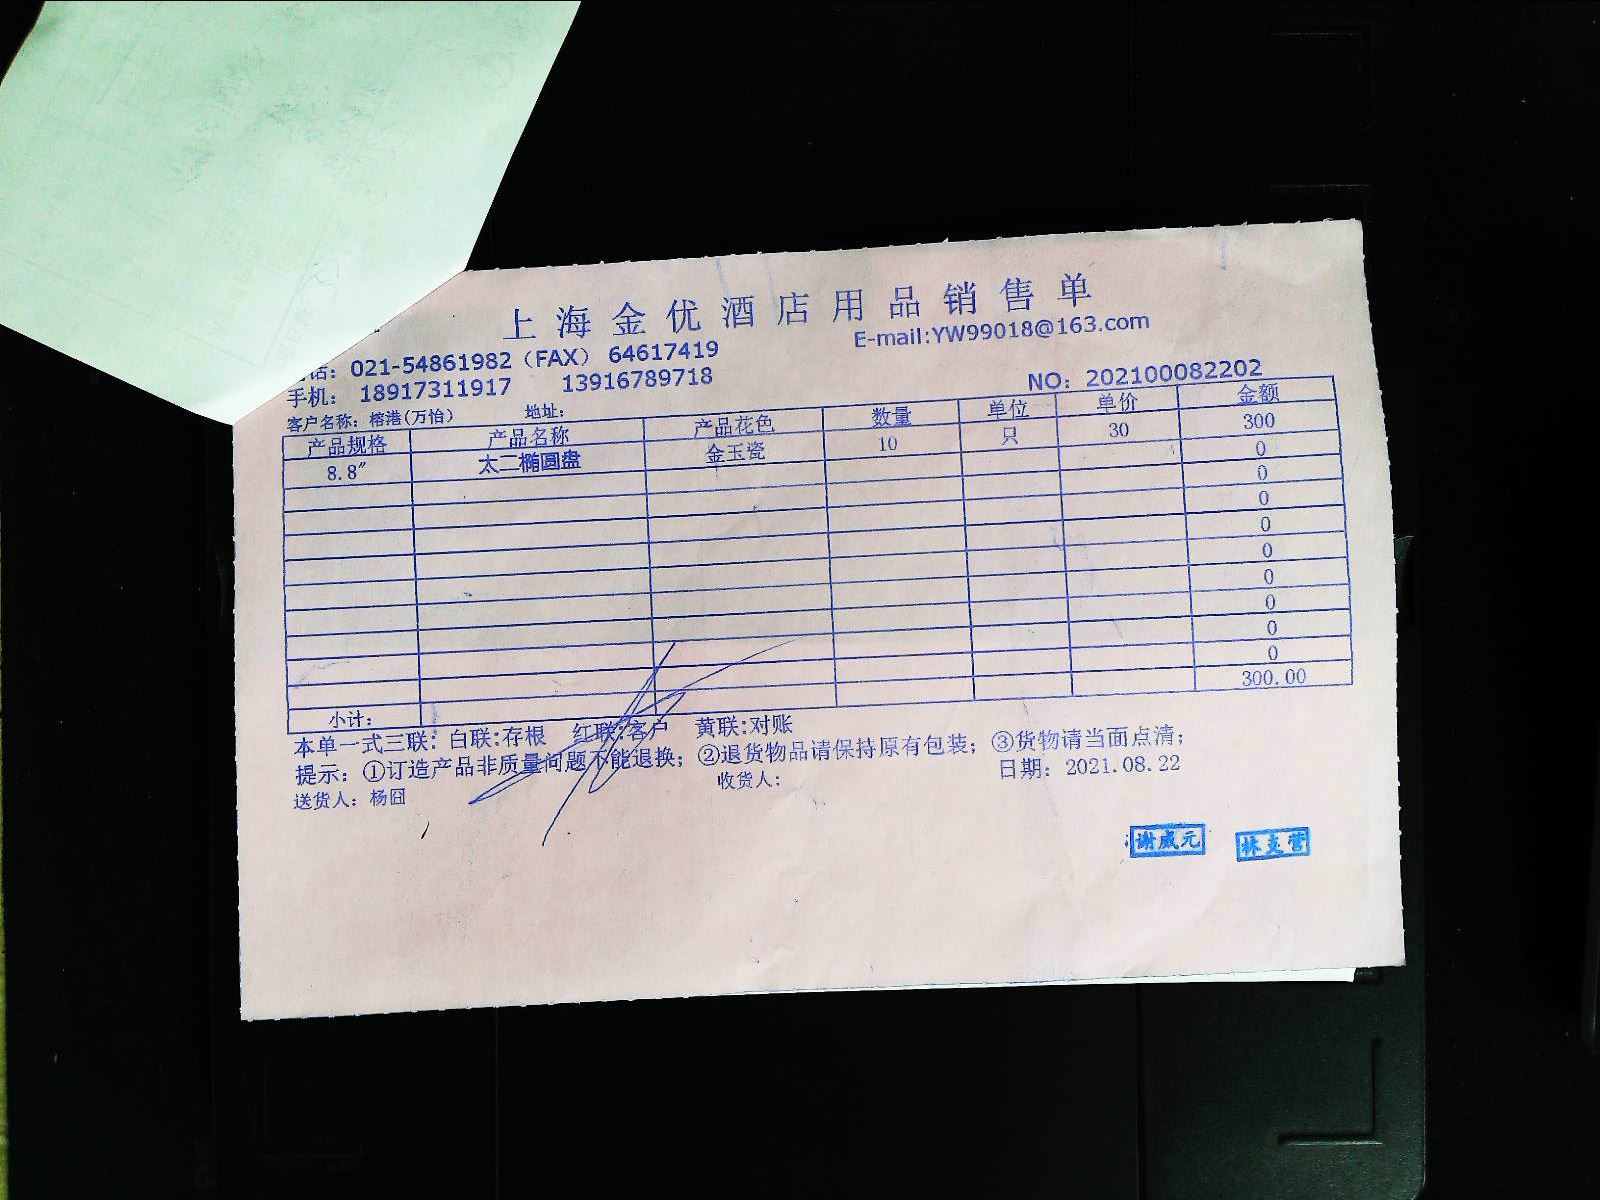 上海金优酒店用品销售单
话：021-54861982（FAX） 64617419 E-mail:YW99018@163.com
手机： 18917311917 13916789718 NO：202100082202
客户名称：榕港(万怡) 地址：
产品规格 产品名称 产品花色 数量 单位 单价 金额
8.8" 太二椭圆盘 金玉瓷 10 只 30 300
0
0
0
0
0
0
0
0
0
小计： 300.00
本单一式三联：白联:存根 红联:客户 黄联:对账
提示：①订造产品非质量问题不能退换；②退货物品请保持原有包装；③货物请当面点清；
送货人：杨囧 收货人： 日期：2021.08.22
谢威元 林支营